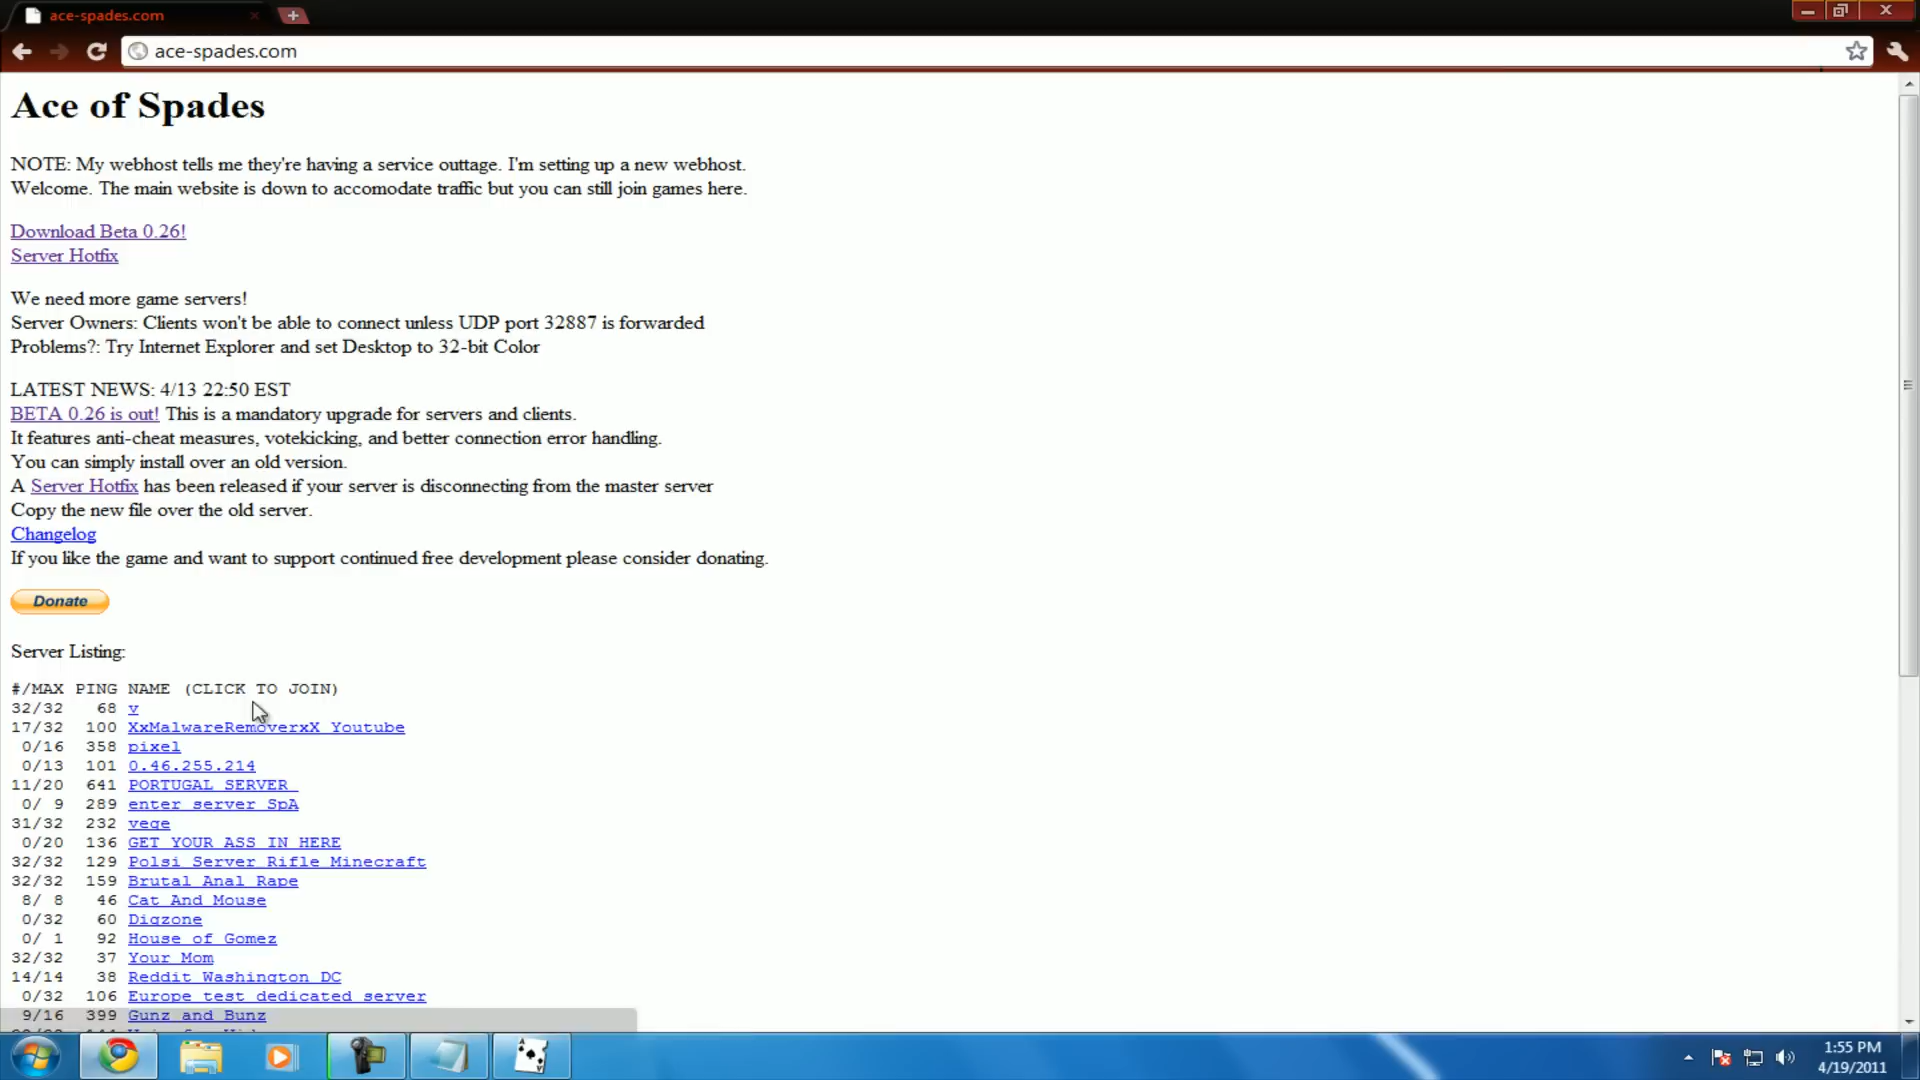 ace-spades.com
ace-spades.com
Ace of Spades
NOTE: My webhost tells me they're having a service outtage. I'm setting up a new webhost.
Welcome. The main website is down to accomodate traffic but you can still join games here.
Download Beta 0.26!
Server Hotfix
We need more game servers!
Server Owners: Clients won't be able to connect unless UDP port 32887 is forwarded
Problems?: Try Internet Explorer and set Desktop to 32-bit Color
LATEST NEWS: 4/13 22:50 EST
BETA 0.26 is out! This is a mandatory upgrade for servers and clients.
It features anti-cheat measures, votekicking, and better connection error handling.
You can simply install over an old version.
A Server Hotfix has been released if your server is disconnecting from the master server
Copy the new file over the old server.
Changelog
If you like the game and want to support continued free development please consider donating.
Donate
Server Listing:
#/MAX PING NAME (CLICK TO JOIN)
32/32 68 v
17/32 100 XxMalwareRemoverxX Youtube
0/16 358 pixel
0/13 101 0.46.255.214
11/20 641 PORTUGAL SERVER
0/ 9 289 enter server SpA
31/32 232 vege
0/20 136 GET YOUR ASS IN HERE
32/32 129 Polsi Server Rifle Minecraft
32/32 159 Brutal Anal Rape
8/ 8 46 Cat And Mouse
0/32 60 Digzone
0/ 1 92 House of Gomez
32/32 37 Your Mom
14/14 38 Reddit Washington DC
0/32 106 Europe test dedicated server
9/16 399 Gunz and Bunz
1:55 PM
4/19/2011